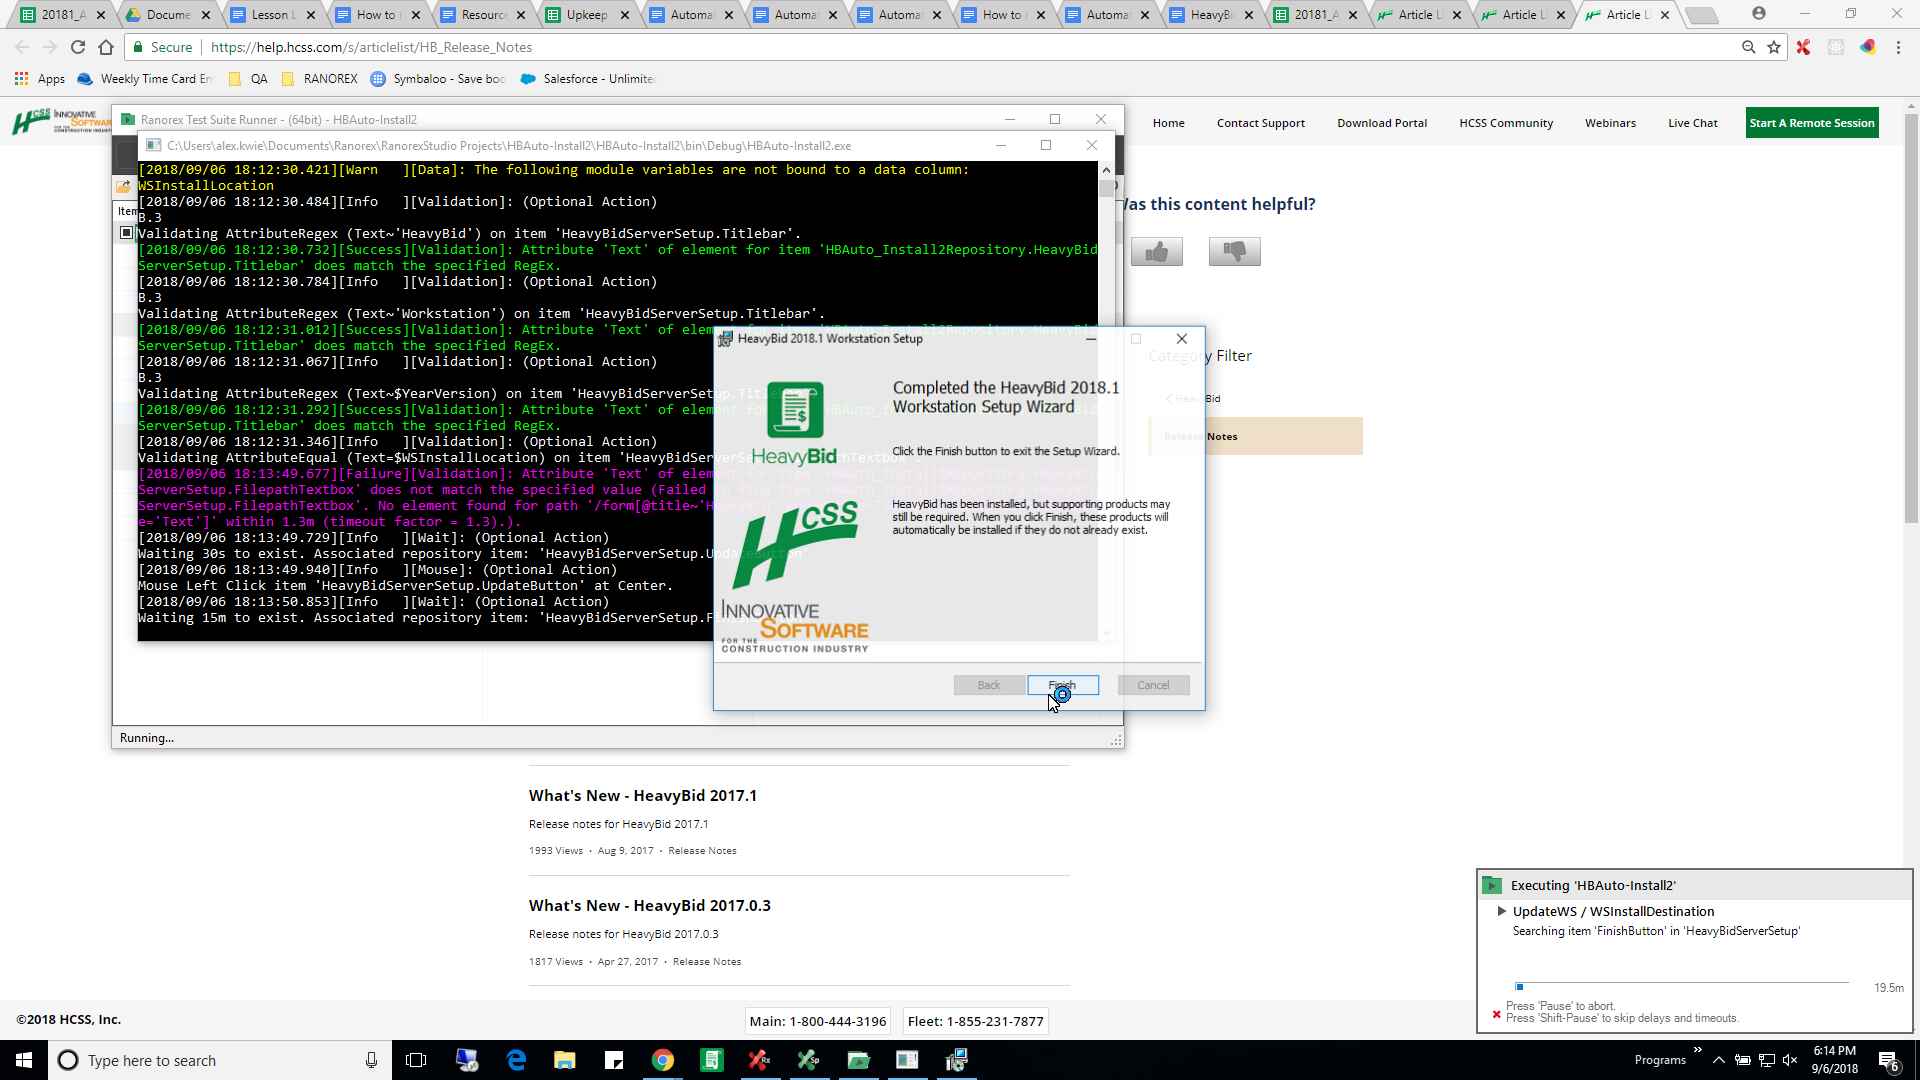 20181_A
Docume
Lesson L
How to
Resourc
Upkeep
Automa
Automa
Automa
How to
Automa
HeavyBi
20181_A
Article Li
Article Li
Article Li
Secure
https://help.hcss.com/s/articlelist/HB_Release_Notes
Apps
Weekly Time Card En
QA
RANOREX
Symbaloo - Save boo
Salesforce - Unlimite
HCSS INNOVATIVE
SOFTWARE
Home
Contact Support
Download Portal
HCSS Community
Webinars
Live Chat
Start A Remote Session
Ranorex Test Suite Runner - (64bit) - HBAuto-Install2
C:\Users\alex.kwie\Documents\Ranorex\RanorexStudio Projects\HBAuto-Install2\HBAuto-Install2\bin\Debug\HBAuto-Install2.exe
Item
[2018/09/06 18:12:30.421][Warn   ][Data]: The following module variables are not bound to a data column:
WSInstallLocation
[2018/09/06 18:12:30.484][Info   ][Validation]: (Optional Action)
B.3
Validating AttributeRegex (Text~'HeavyBid') on item 'HeavyBidServerSetup.Titlebar'.
[2018/09/06 18:12:30.732][Success][Validation]: Attribute 'Text' of element for item 'HBAuto_Install2Repository.HeavyBid
ServerSetup.Titlebar' does match the specified RegEx.
[2018/09/06 18:12:30.784][Info   ][Validation]: (Optional Action)
B.3
Validating AttributeRegex (Text~'Workstation') on item 'HeavyBidServerSetup.Titlebar'.
[2018/09/06 18:12:31.012][Success][Validation]: Attribute 'Text' of elem
ServerSetup.Titlebar' does match the specified RegEx.
[2018/09/06 18:12:31.067][Info   ][Validation]: (Optional Action)
B.3
Validating AttributeRegex (Text~$YearVersion) on item 'HeavyBidServerSetup.Titl
[2018/09/06 18:12:31.292][Success][Validation]: Attribute 'Text' of elem
ServerSetup.Titlebar' does match the specified RegEx.
[2018/09/06 18:12:31.346][Info   ][Validation]: (Optional Action)
Validating AttributeEqual (Text=$WSInstallLocation) on item 'HeavyBidSer
[2018/09/06 18:13:49.677][Failure][Validation]: Attribute 'Text' of elem
ServerSetup.FilepathTextbox' does not match the specified value (Failed
ServerSetup.FilepathTextbox'. No element found for path '/form[@title~'H
e='Text']' within 1.3m (timeout factor = 1.3).).
[2018/09/06 18:13:49.729][Info   ][Wait]: (Optional Action)
Waiting 30s to exist. Associated repository item: 'HeavyBidServerSetup.UpdateButton'
[2018/09/06 18:13:49.940][Info   ][Mouse]: (Optional Action)
Mouse Left Click item 'HeavyBidServerSetup.UpdateButton' at Center.
[2018/09/06 18:13:50.853][Info   ][Wait]: (Optional Action)
Waiting 15m to exist. Associated repository item: 'HeavyBidServerSetup.F
Running...
HeavyBid 2018.1 Workstation Setup
HeavyBid
HCSS
INNOVATIVE
SOFTWARE
FOR THE
CONSTRUCTION INDUSTRY
Completed the HeavyBid 2018.1
Workstation Setup Wizard
Click the Finish button to exit the Setup Wizard.
HeavyBid has been installed, but supporting products may
still be required. When you click Finish, these products will
automatically be installed if they do not already exist.
Back
Finish
Cancel
Was this content helpful?
Category Filter
< HeavyBid
Release Notes
What's New - HeavyBid 2017.1
Release notes for HeavyBid 2017.1
1993 Views • Aug 9, 2017 • Release Notes
What's New - HeavyBid 2017.0.3
Release notes for HeavyBid 2017.0.3
1817 Views • Apr 27, 2017 • Release Notes
Executing 'HBAuto-Install2'
UpdateWS / WSInstallDestination
Searching item 'FinishButton' in 'HeavyBidServerSetup'
19.5m
Press 'Pause' to abort.
Press 'Shift-Pause' to skip delays and timeouts.
©2018 HCSS, Inc.
Main: 1-800-444-3196
Fleet: 1-855-231-7877
Type here to search
Programs
6:14 PM
9/6/2018
6